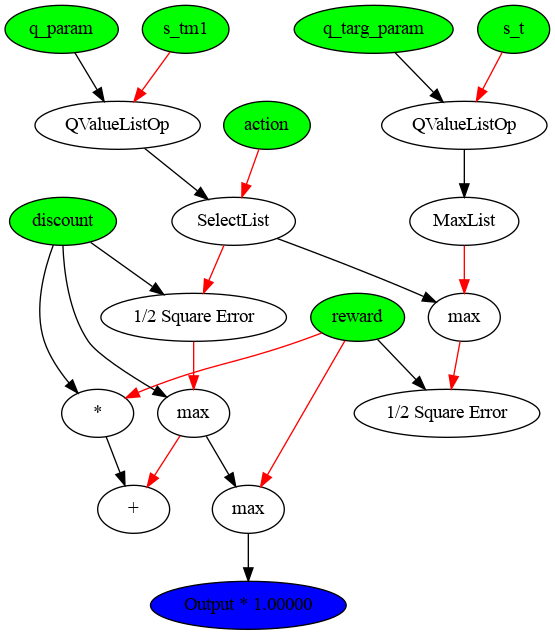 q_param
s_tm1
q_targ_param
s_t
QValueListOp
action
QValueListOp
discount
SelectList
MaxList
1/2 Square Error
reward
max
*
max
1/2 Square Error
+
max
Output * 1.00000